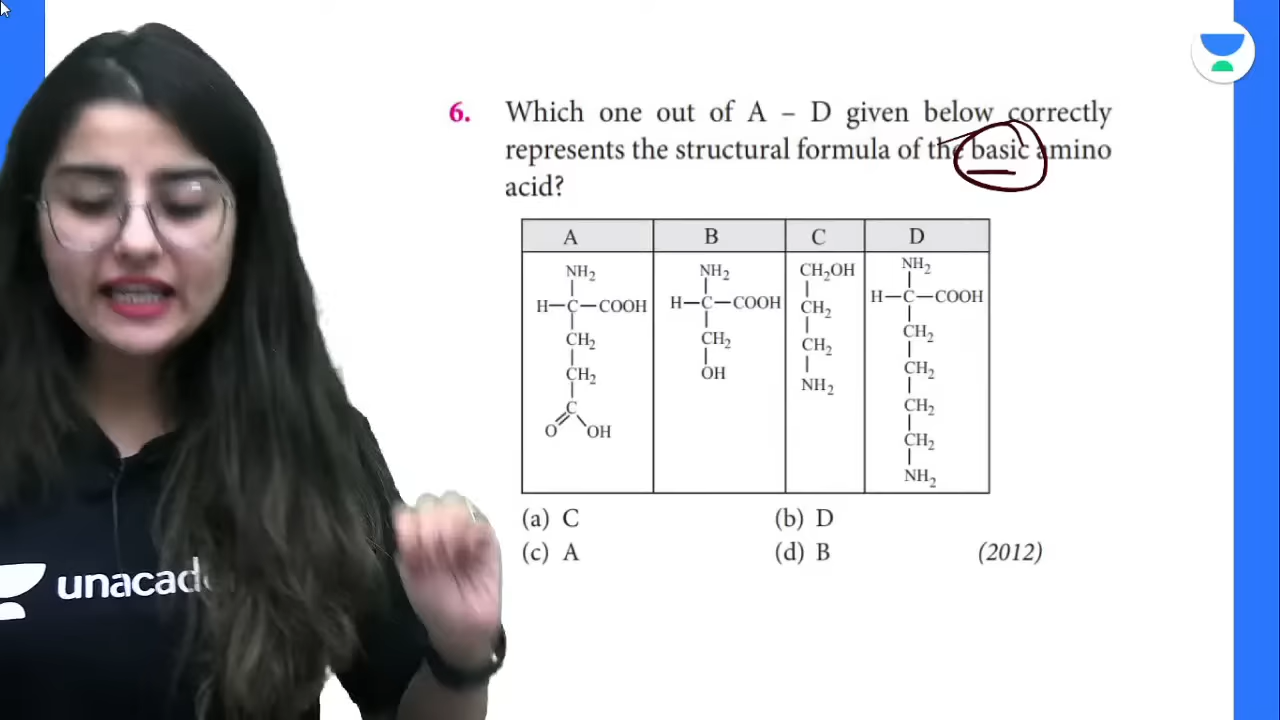 6. Which one out of A – D given below correctly
represents the structural formula of the basic amino
acid?
A B C D
NH₂
H—C—COOH
CH₂
CH₂
C
O OH
NH₂
H—C—COOH
CH₂
OH
CH₂OH
CH₂
CH₂
NH₂
NH₂
H—C—COOH
CH₂
CH₂
CH₂
CH₂
NH₂
(a) C (b) D
(c) A (d) B (2012)